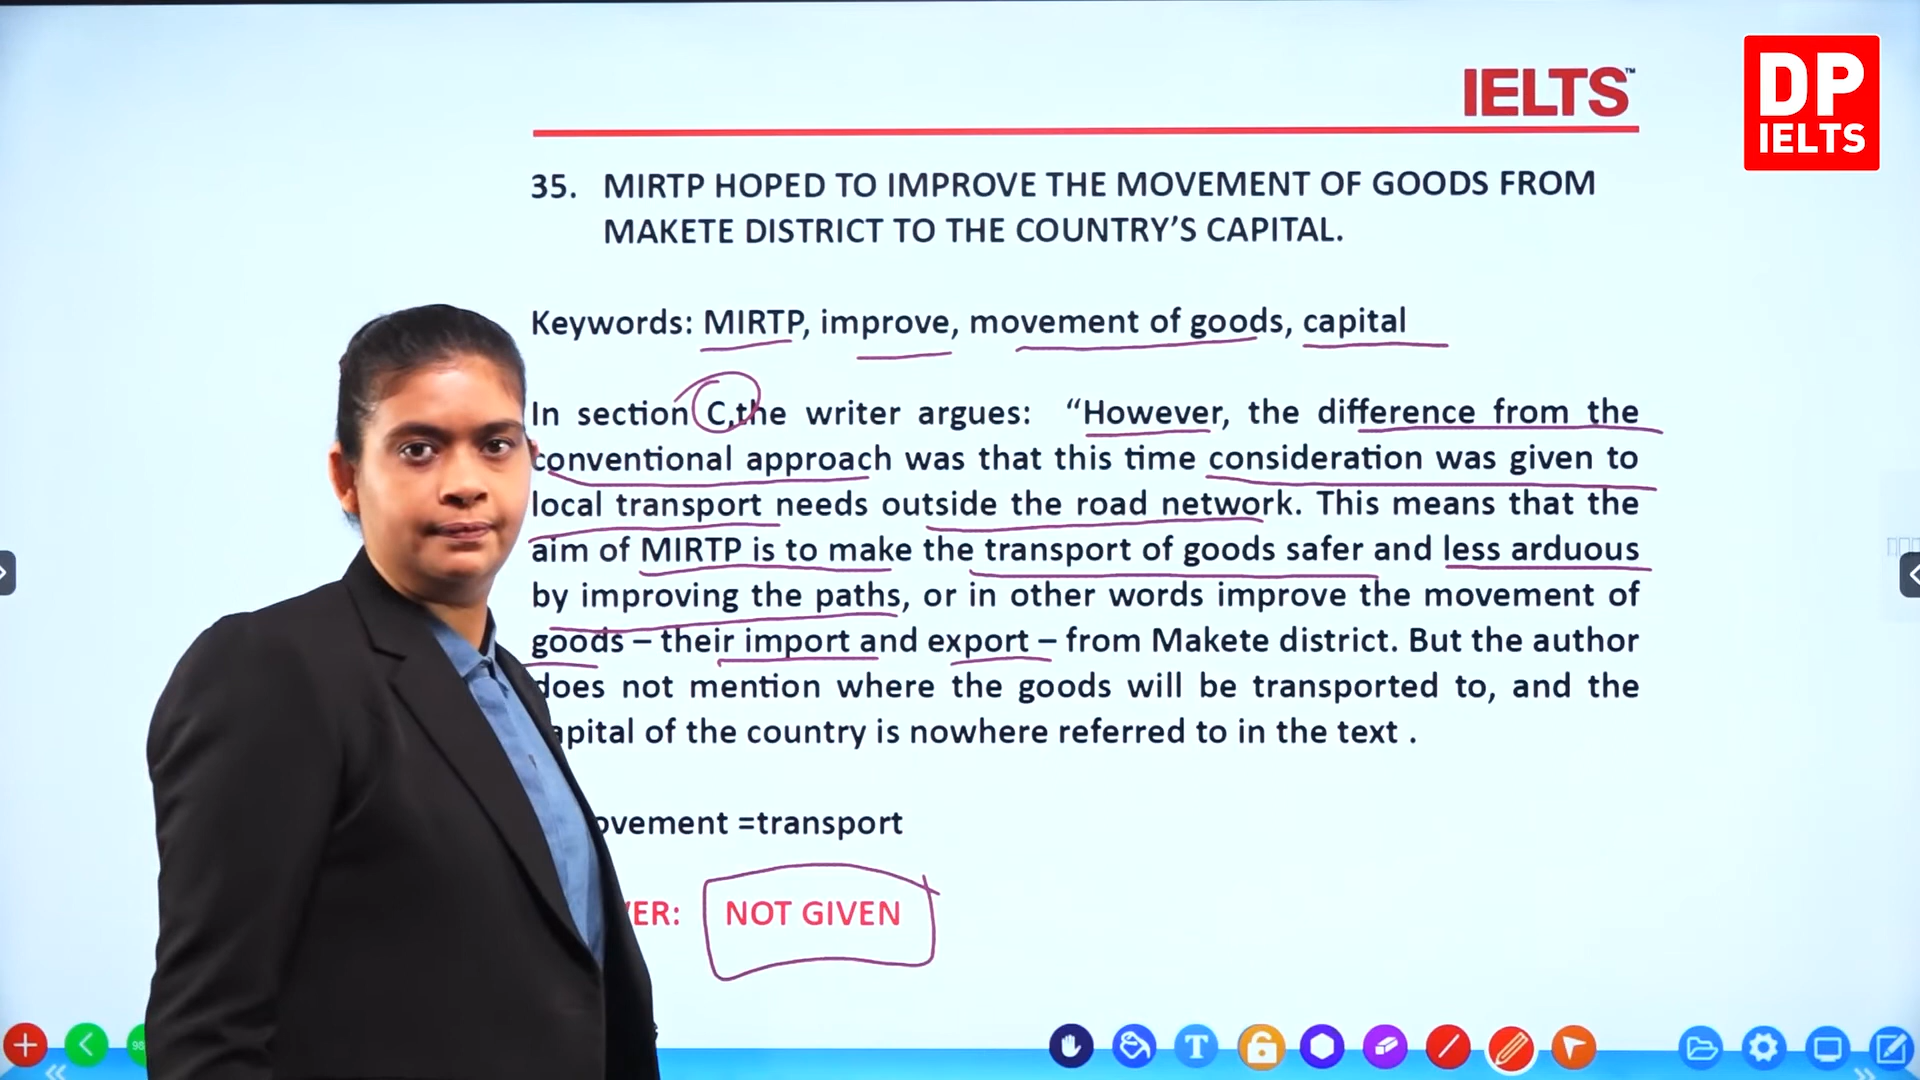 IELTS™
DP
IELTS
35. MIRTP HOPED TO IMPROVE THE MOVEMENT OF GOODS FROM
MAKETE DISTRICT TO THE COUNTRY’S CAPITAL.
Keywords: MIRTP, improve, movement of goods, capital
In section C,the writer argues: “However, the difference from the
conventional approach was that this time consideration was given to
local transport needs outside the road network. This means that the
aim of MIRTP is to make the transport of goods safer and less arduous
by improving the paths, or in other words improve the movement of
goods – their import and export – from Makete district. But the author
does not mention where the goods will be transported to, and the
apital of the country is nowhere referred to in the text .
ovement =transport
WER: NOT GIVEN
T